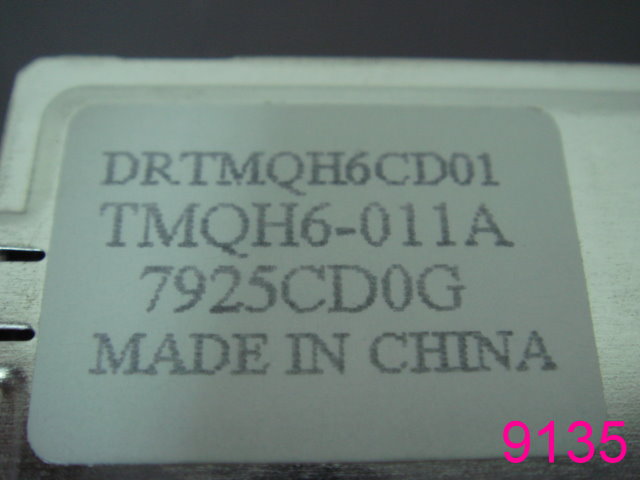 DRTMQH6CD01
TMQH6-011A
7925CD0G
MADE IN CHINA
9135